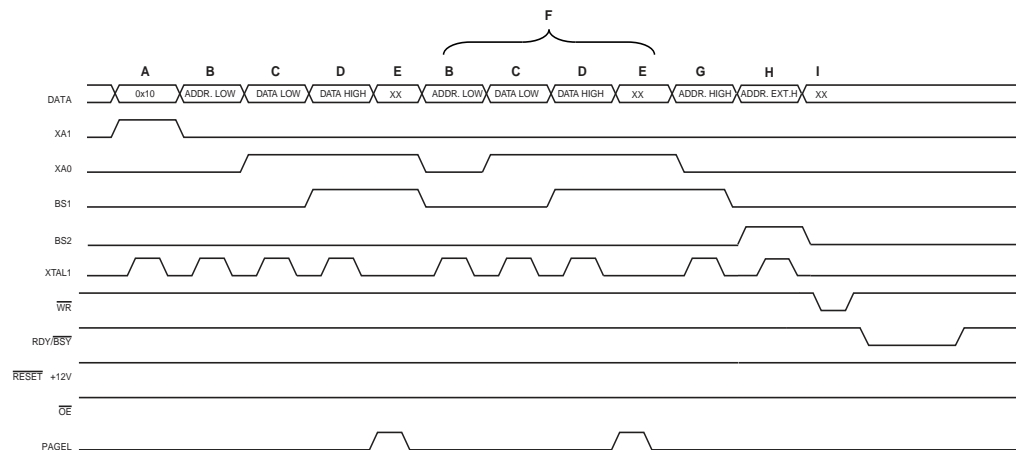 F
A B C D E B C D E G H I
DATA 0x10 ADDR. LOW DATA LOW DATA HIGH XX ADDR. LOW DATA LOW DATA HIGH XX ADDR. HIGH ADDR. EXT.H XX
XA1
XA0
BS1
BS2
XTAL1
WR
RDY/BSY
RESET +12V
OE
PAGEL